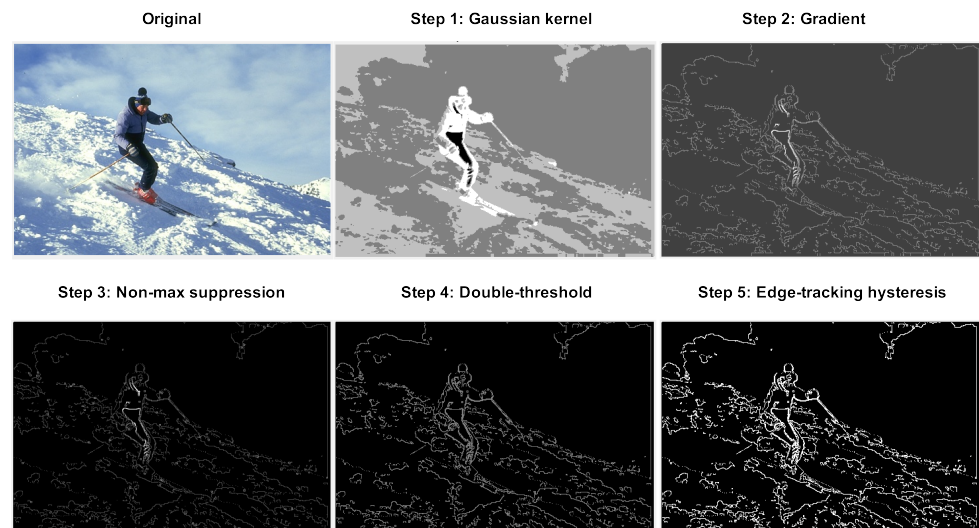 Original
Step 1: Gaussian kernel
Step 2: Gradient
Step 3: Non-max suppression
Step 4: Double-threshold
Step 5: Edge-tracking hysteresis